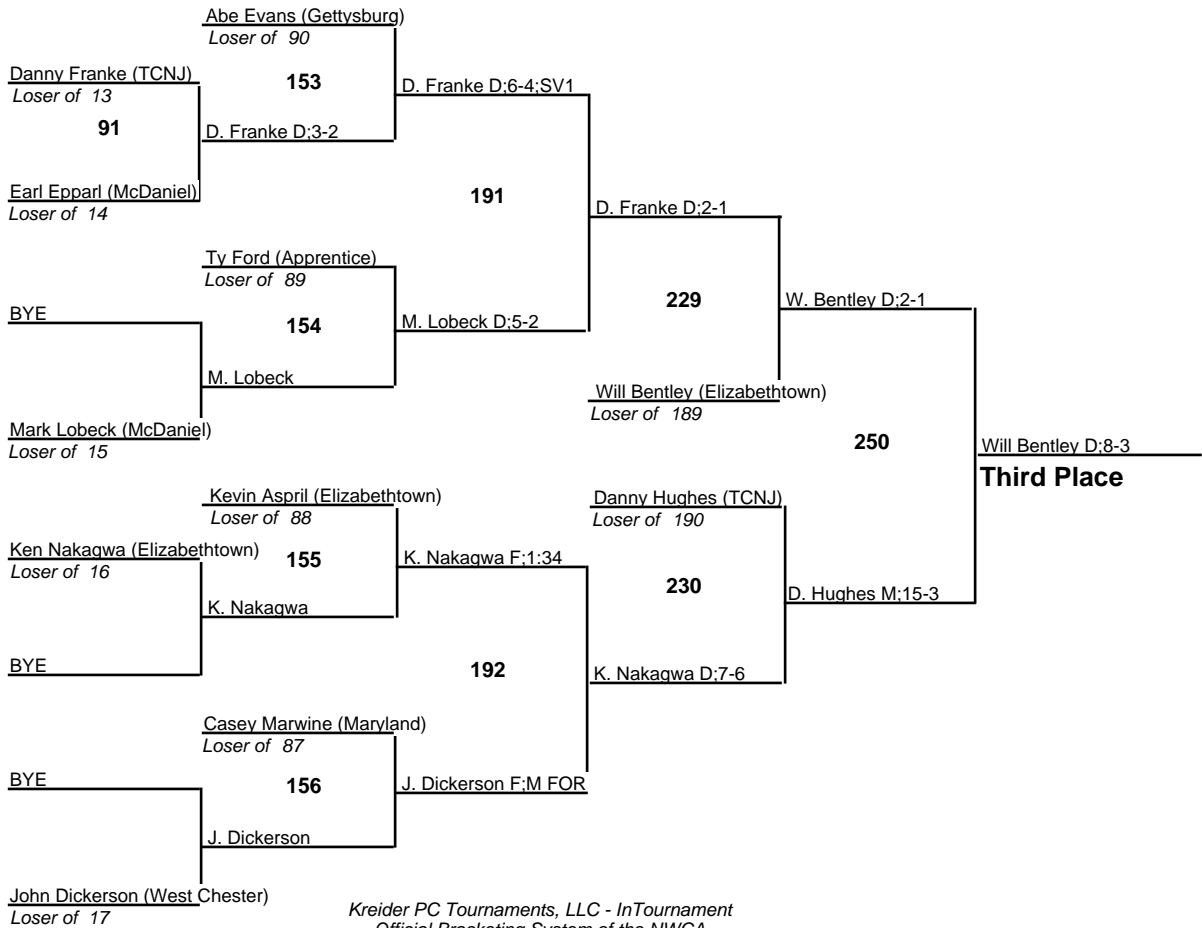 Abe Evans (Gettysburg)
Loser of 90
Danny Franke (TCNJ)
Loser of 13
153
D. Franke D;6-4;SV1
91
D. Franke D;3-2
Earl Epparl (McDaniel)
Loser of 14
191
D. Franke D;2-1
Ty Ford (Apprentice)
Loser of 89
BYE
154
M. Lobeck D;5-2
229
W. Bentley D;2-1
M. Lobeck
Will Bentley (Elizabethtown)
Loser of 189
Mark Lobeck (McDaniel)
Loser of 15
250
Will Bentley D;8-3
Third Place
Kevin Aspril (Elizabethtown)
Loser of 88
Danny Hughes (TCNJ)
Loser of 190
Ken Nakagwa (Elizabethtown)
Loser of 16
155
K. Nakagwa F;1:34
230
D. Hughes M;15-3
K. Nakagwa
BYE
192
K. Nakagwa D;7-6
Casey Marwine (Maryland)
Loser of 87
BYE
156
J. Dickerson F;M FOR
J. Dickerson
John Dickerson (West Chester)
Loser of 17
Kreider PC Tournaments, LLC - InTournament
Official Bracketing System of the NWCA